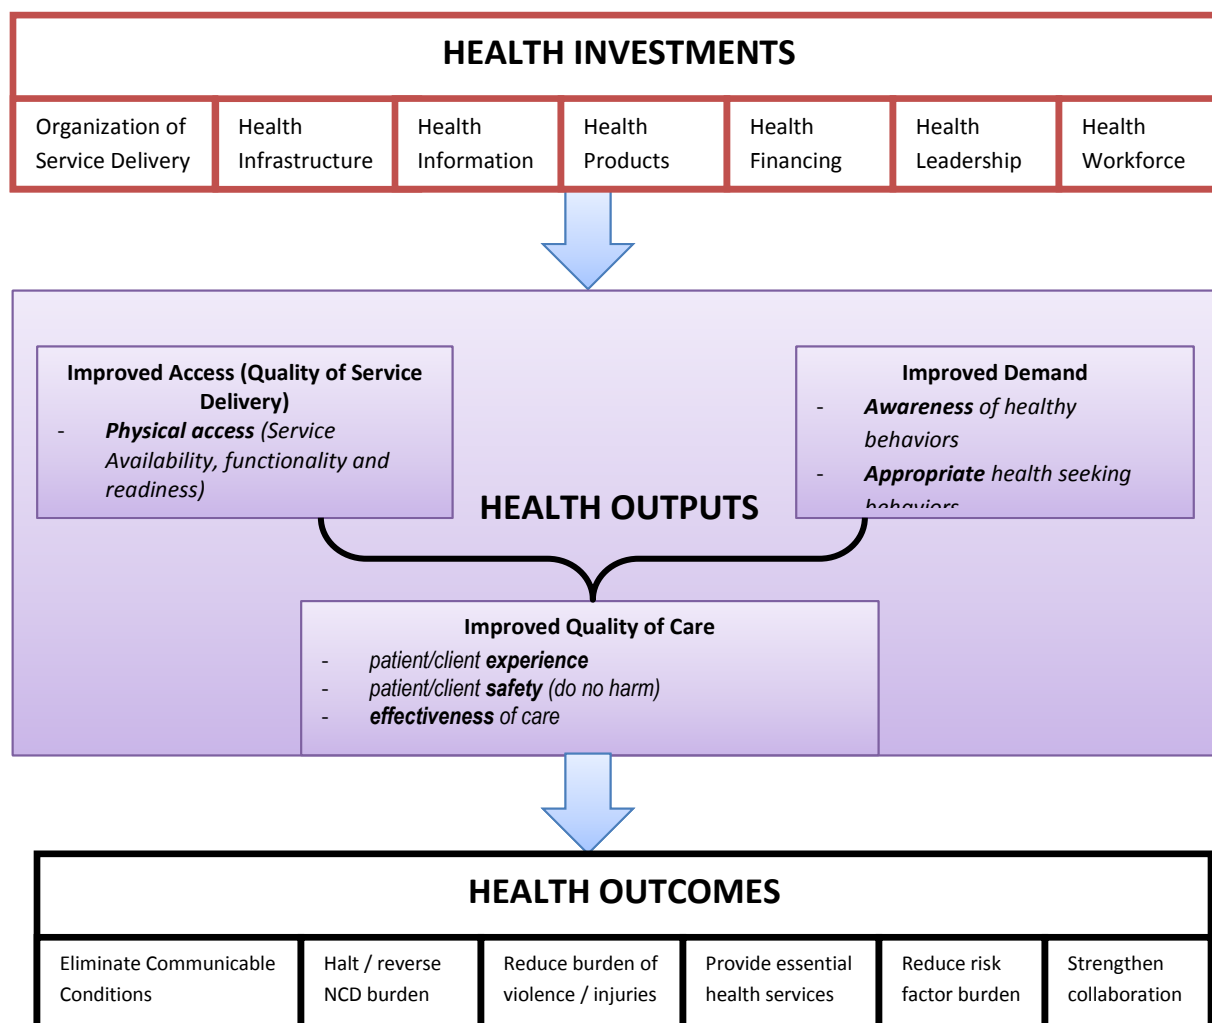 HEALTH INVESTMENTS
Organization of
Service Delivery
Health
Infrastructure
Health
Information
Health
Products
Health
Financing
Health
Leadership
Health
Workforce
Improved Access (Quality of Service
Delivery)
- Physical access (Service
Availability, functionality and
readiness)
Improved Demand
- Awareness of healthy
behaviors
- Appropriate health seeking
behaviors
HEALTH OUTPUTS
Improved Quality of Care
- patient/client experience
- patient/client safety (do no harm)
- effectiveness of care
HEALTH OUTCOMES
Eliminate Communicable
Conditions
Halt / reverse
NCD burden
Reduce burden of
violence / injuries
Provide essential
health services
Reduce risk
factor burden
Strengthen
collaboration